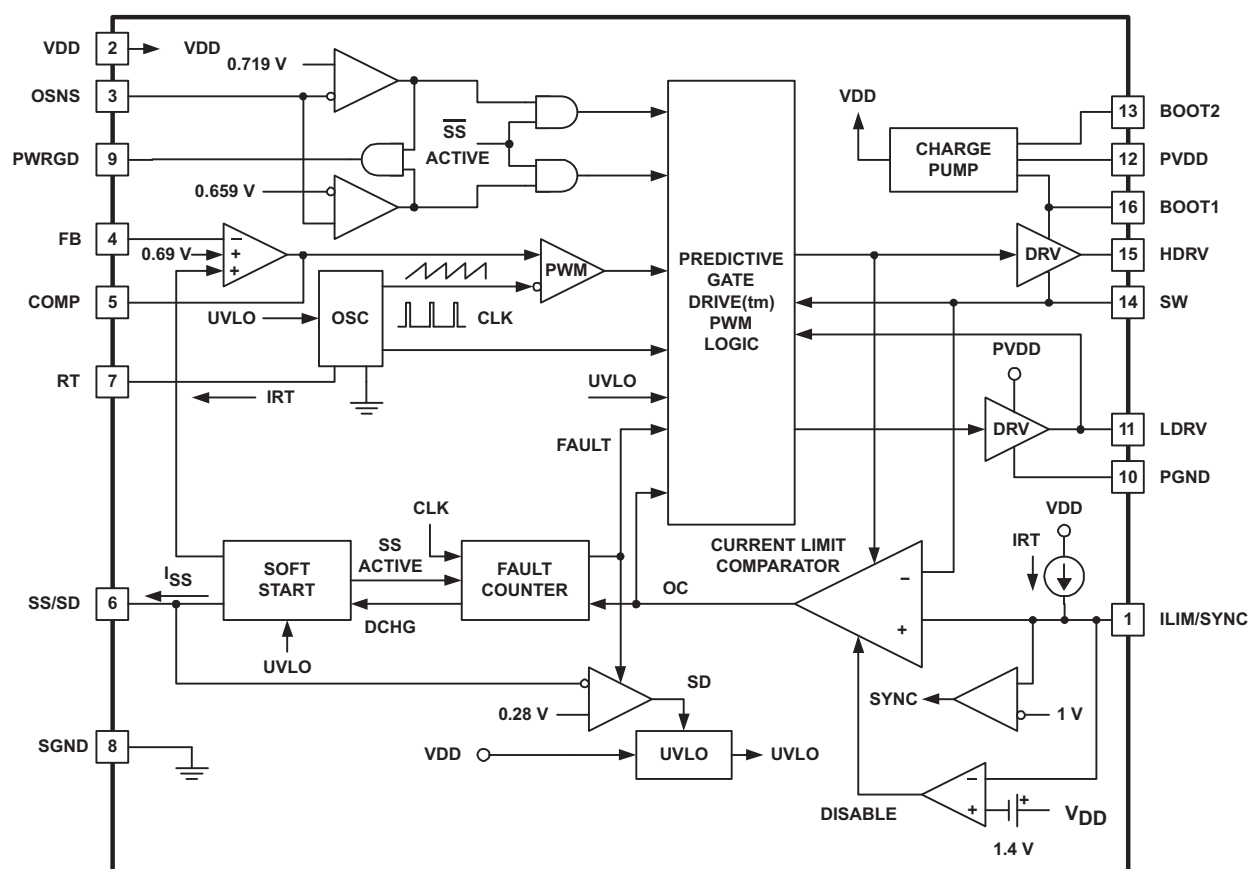 VDD 2 VDD
0.719 V
OSNS 3
PWRGD 9
SS
ACTIVE
0.659 V
FB 4
0.69 V
–
+
+
COMP 5
UVLO
OSC
CLK
PWM
RT 7
IRT
PREDICTIVE
GATE
DRIVE(tm)
PWM
LOGIC
UVLO
FAULT
VDD
CHARGE
PUMP
13 BOOT2
12 PVDD
16 BOOT1
DRV
15 HDRV
14 SW
PVDD
DRV
11 LDRV
10 PGND
CLK
SOFT
START
SS
ACTIVE
FAULT
COUNTER
DCHG
OC
CURRENT LIMIT
COMPARATOR
–
+
VDD
IRT
1 ILIM/SYNC
ISS
SS/SD 6
UVLO
0.28 V
SD
VDD
UVLO
UVLO
SGND 8
SYNC
1 V
DISABLE
–
+
+
VDD
1.4 V